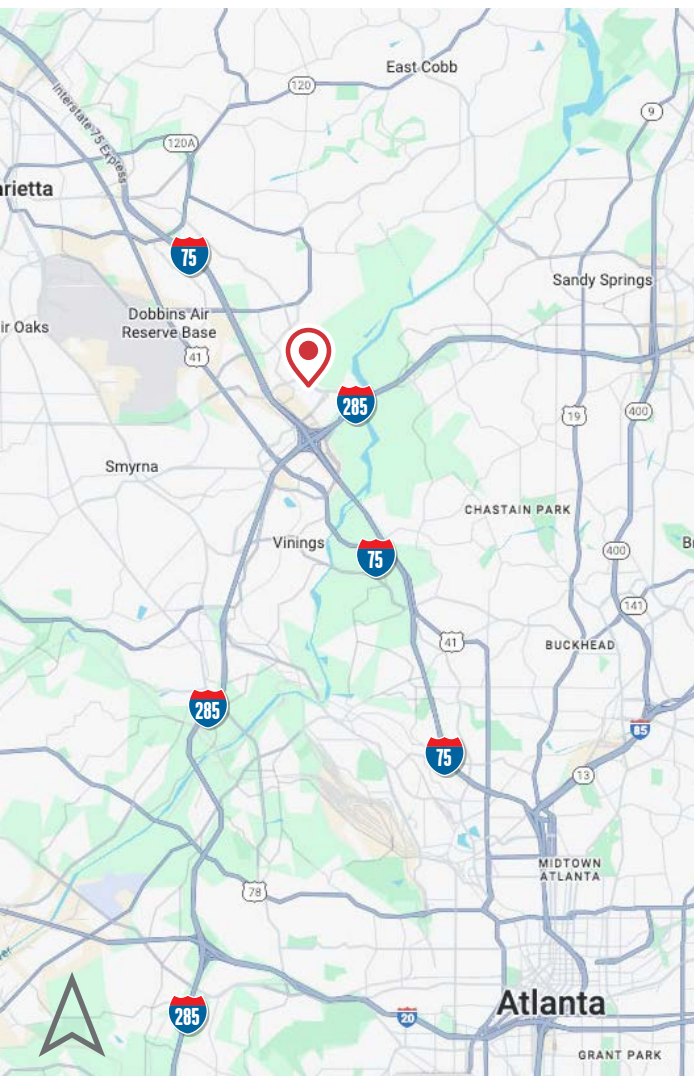 East Cobb
120
9
Interstate 75 Express
120A
arietta
75
Sandy Springs
Dobbins Air
Reserve Base
ir Oaks
41
285
19
400
Smyrna
CHASTAIN PARK
Vinings
75
400
B
141
41
BUCKHEAD
285
85
75
13
MIDTOWN
ATLANTA
78
Atlanta
285
20
GRANT PARK